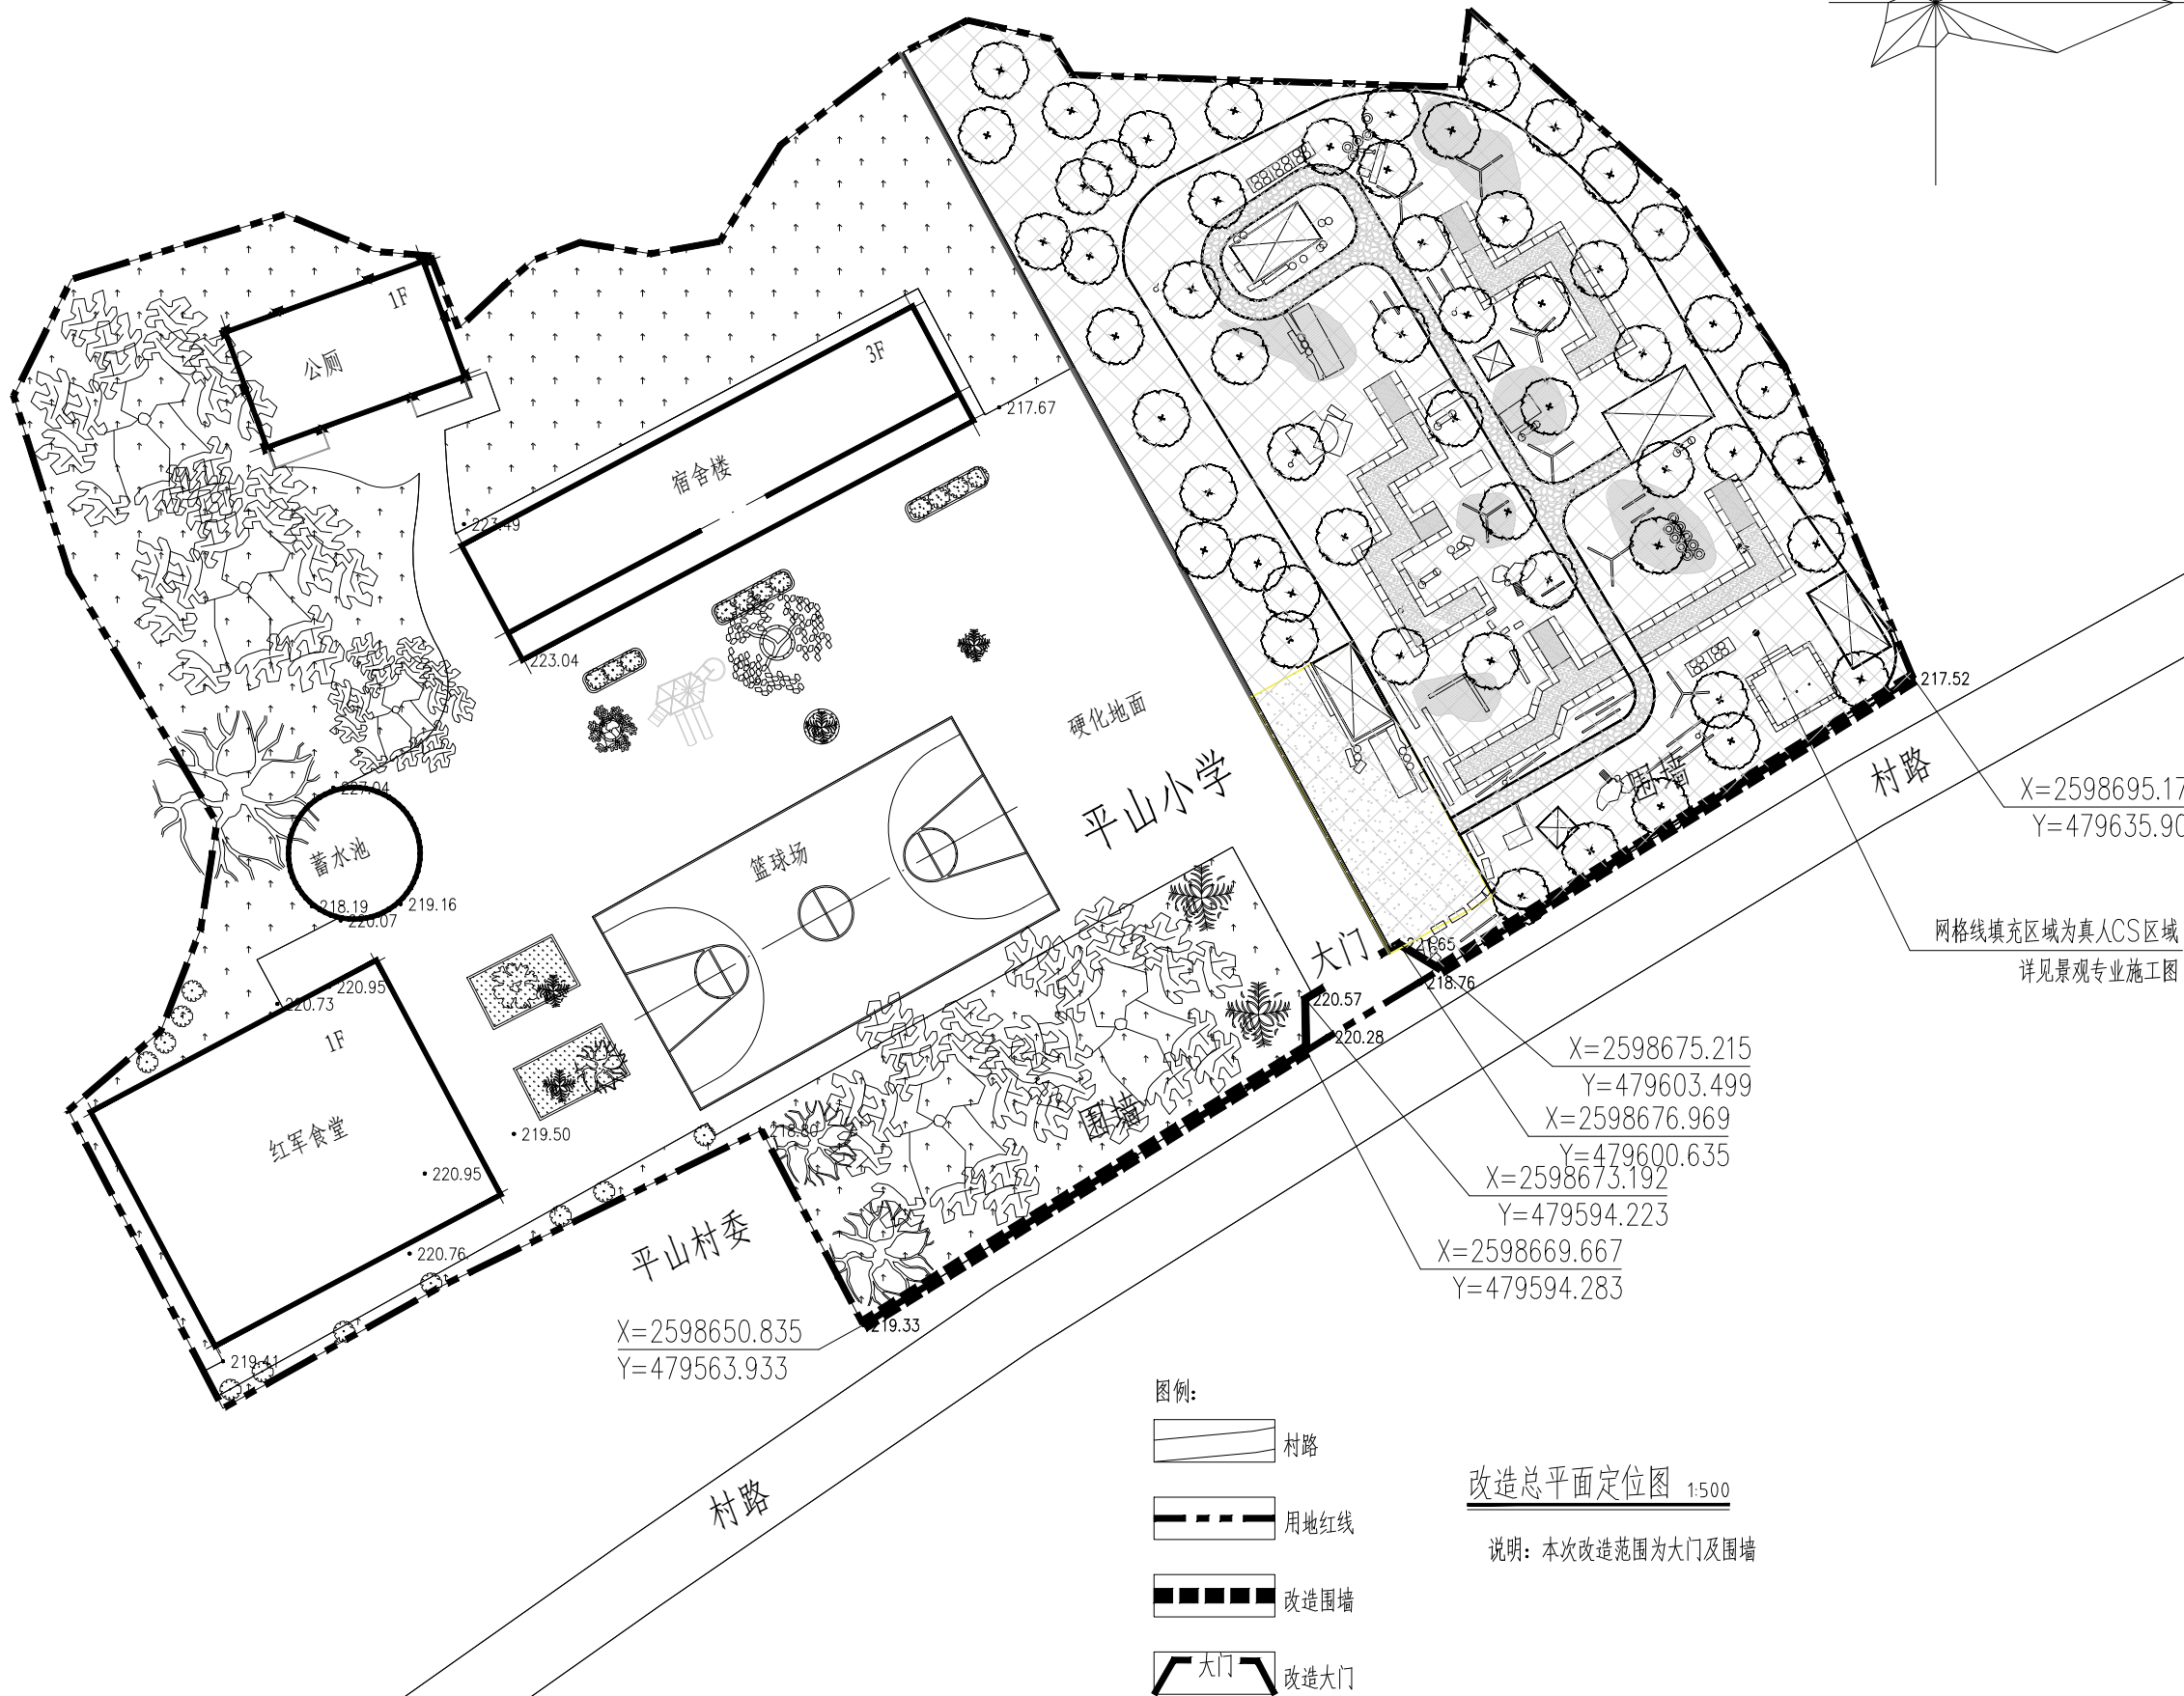 1F
公厕
3F
宿舍楼
217.67
223.49
223.04
硬化地面
平山小学
217.52
围墙
村路
X=2598695.17
Y=479635.90
227.04
蓄水池
篮球场
218.19
219.16
220.07
大门
网格线填充区域为真人CS区域
详见景观专业施工图
220.95
220.73
218.76
220.57
220.28
1F
X=2598675.215
Y=479603.499
X=2598676.969
Y=479600.635
X=2598673.192
Y=479594.223
X=2598669.667
Y=479594.283
红军食堂
219.50
围墙
220.95
平山村委
220.76
219.33
X=2598650.835
Y=479563.933
219.41
图例:
村路
村路
用地红线
改造围墙
大门
改造大门
改造总平面定位图 1:500
说明: 本次改造范围为大门及围墙